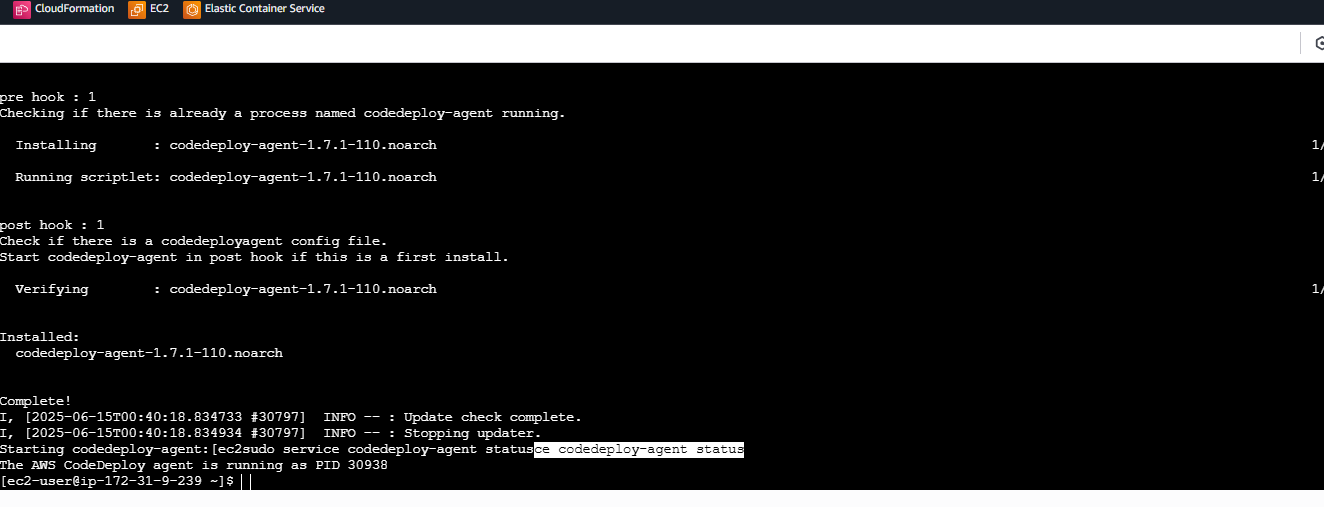 CloudFormation EC2 Elastic Container Service
pre hook : 1
Checking if there is already a process named codedeploy-agent running.
Installing : codedeploy-agent-1.7.1-110.noarch 1/
Running scriptlet: codedeploy-agent-1.7.1-110.noarch 1/
post hook : 1
Check if there is a codedeployagent config file.
Start codedeploy-agent in post hook if this is a first install.
Verifying : codedeploy-agent-1.7.1-110.noarch 1/
Installed:
codedeploy-agent-1.7.1-110.noarch
Complete!
I, [2025-06-15T00:40:18.834733 #30797] INFO -- : Update check complete.
I, [2025-06-15T00:40:18.834934 #30797] INFO -- : Stopping updater.
Starting codedeploy-agent:[ec2sudo service codedeploy-agent statusce codedeploy-agent status
The AWS CodeDeploy agent is running as PID 30938
[ec2-user@ip-172-31-9-239 ~]$